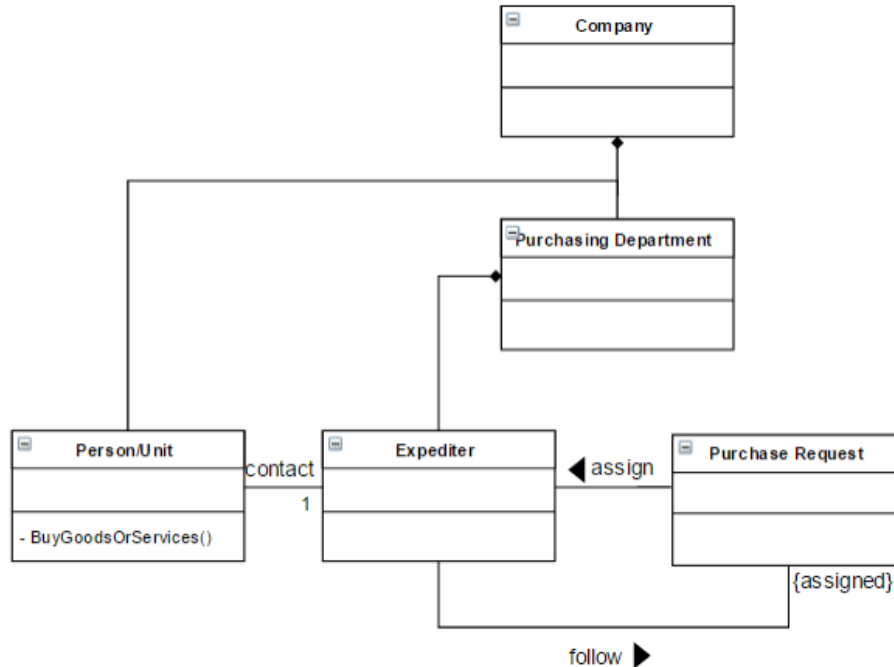 Company
Purchasing Department
Person/Unit
- BuyGoodsOrServices()
contact
1
Expediter
assign
Purchase Request
{assigned}
follow